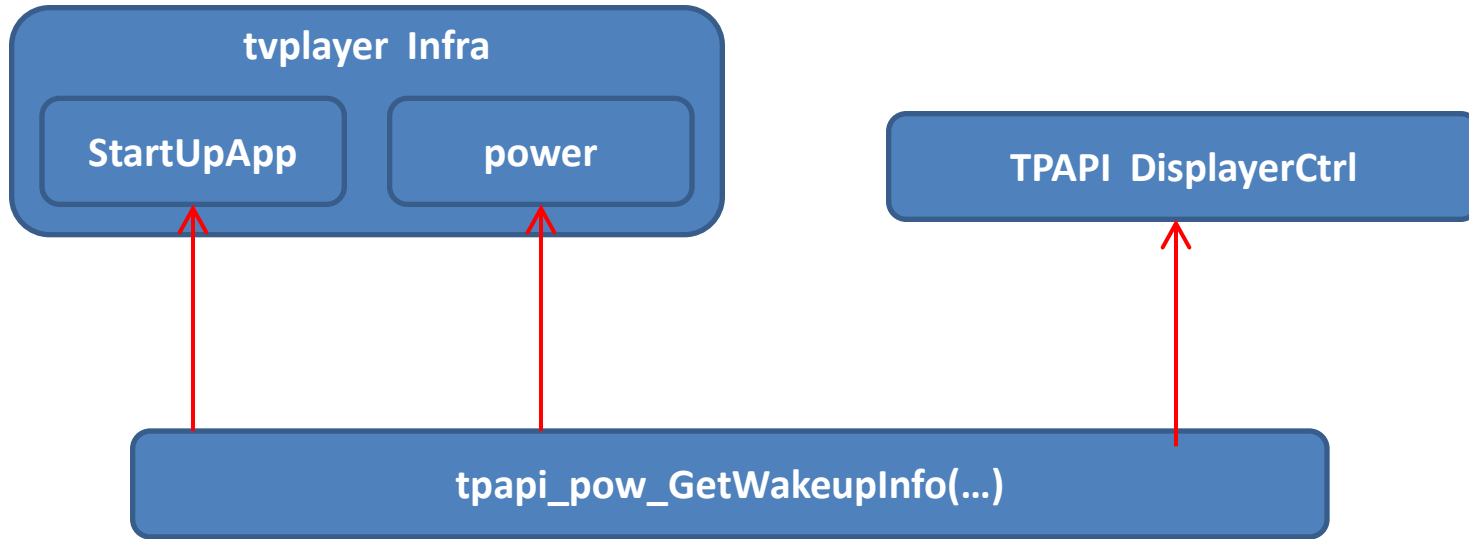 tvplayer Infra
StartUpApp
power
TPAPI DisplayerCtrl
tpapi_pow_GetWakeupInfo(...)